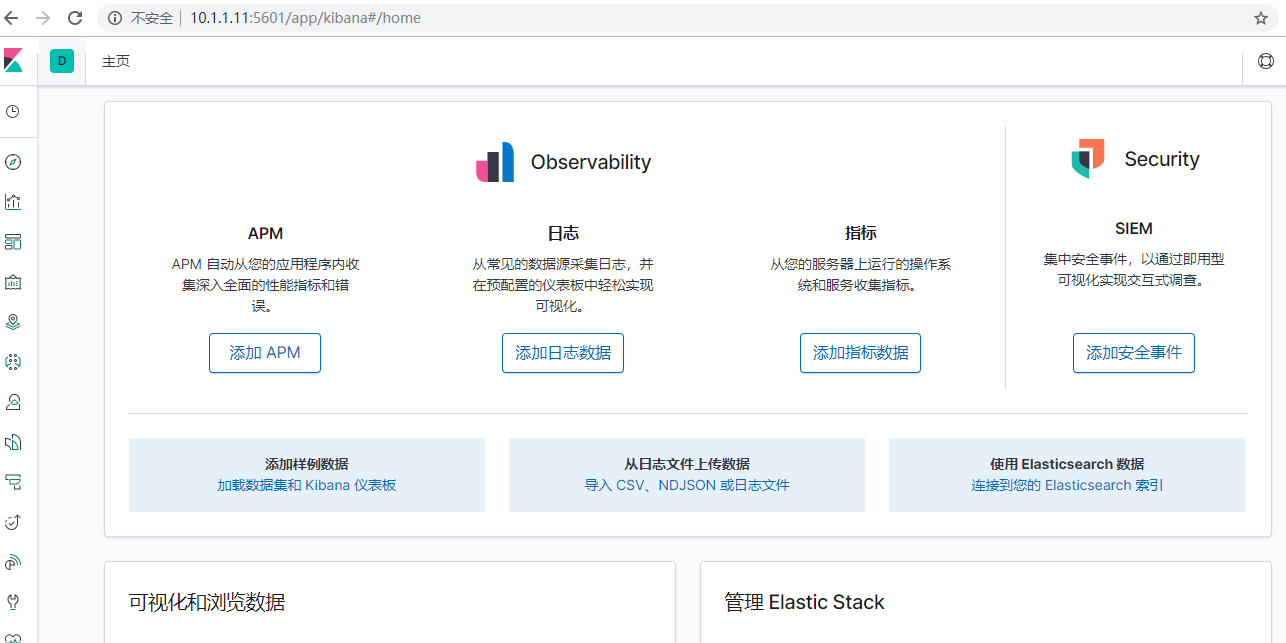 不安全 10.1.1.11:5601/app/kibana#/home
D 主页
Observability
APM
APM 自动从您的应用程序内收
集深入全面的性能指标和错
误。
添加 APM
日志
从常见的数据源采集日志，并
在预配置的仪表板中轻松实现
可视化。
添加日志数据
指标
从您的服务器上运行的操作系
统和服务收集指标。
添加指标数据
Security
SIEM
集中安全事件，以通过即用型
可视化实现交互式调查。
添加安全事件
添加样例数据
加载数据集和 Kibana 仪表板
从日志文件上传数据
导入 CSV、NDJSON 或日志文件
使用 Elasticsearch 数据
连接到您的 Elasticsearch 索引
可视化和浏览数据
管理 Elastic Stack